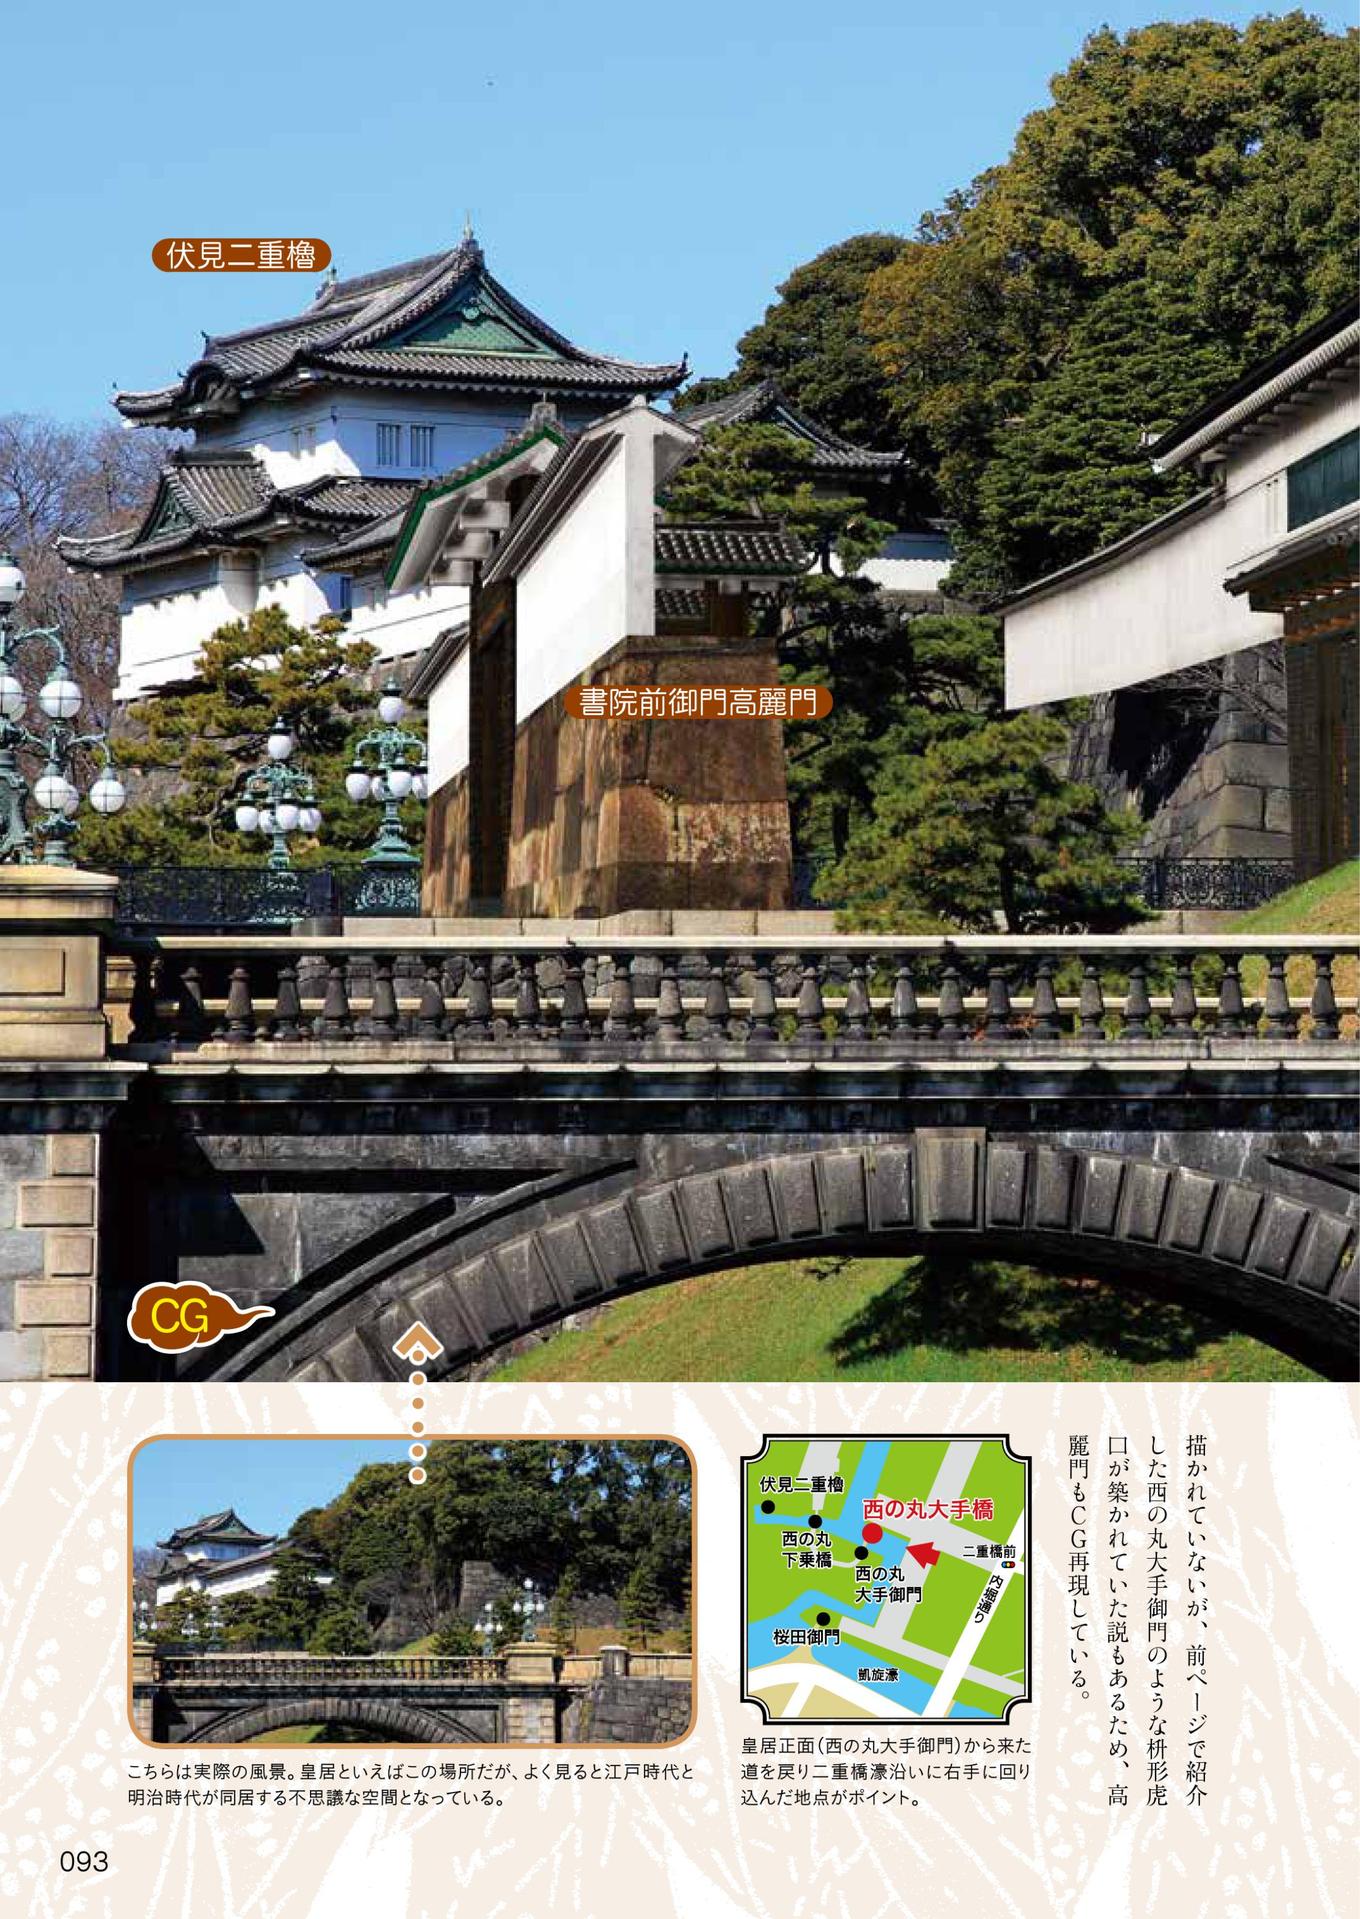 伏見二重櫓
書院前御門高麗門
CG
描かれていないが、前ページで紹介
した西の丸大手御門のような枡形虎
口が築かれていた説もあるため、高
麗門もCG再現している。
伏見二重櫓
西の丸大手橋
西の丸
下乗橋
二重橋前
西の丸
大手御門
内堀通り
桜田御門
凱旋濠
皇居正面(西の丸大手御門)から来た
道を戻り二重橋濠沿いに右手に回り
込んだ地点がポイント。
こちらは実際の風景。皇居といえばこの場所だが、よく見ると江戸時代と
明治時代が同居する不思議な空間となっている。
093